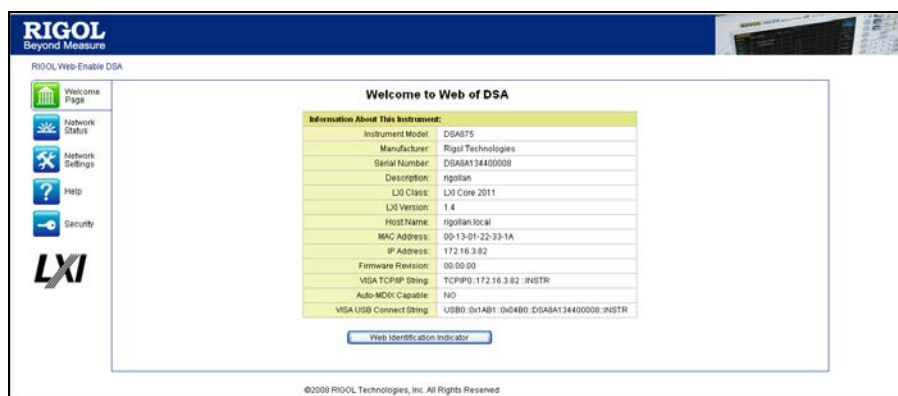 RIGOL
Beyond Measure
RIGOL Web-Enable DSA
Welcome Page
Network Status
Network Settings
Help
Security
LXI
Welcome to Web of DSA
Information About This Instrument:
Instrument Model: DSA875
Manufacturer: Rigol Technologies
Serial Number: DSA8A134400008
Description: rigollan
LXI Class: LXI Core 2011
LXI Version: 1.4
Host Name: rigollan.local
MAC Address: 00-13-01-22-33-1A
IP Address: 172.16.3.82
Firmware Revision: 00.00.00
VISA TCP/IP String: TCPIP0::172.16.3.82 ::INSTR
Auto-MDIX Capable: NO
VISA USB Connect String: USB0::0x1AB1::0x04B0::DSA8A134400008::INSTR
Web Identification Indicator
©2008 RIGOL Technologies, Inc. All Rights Reserved